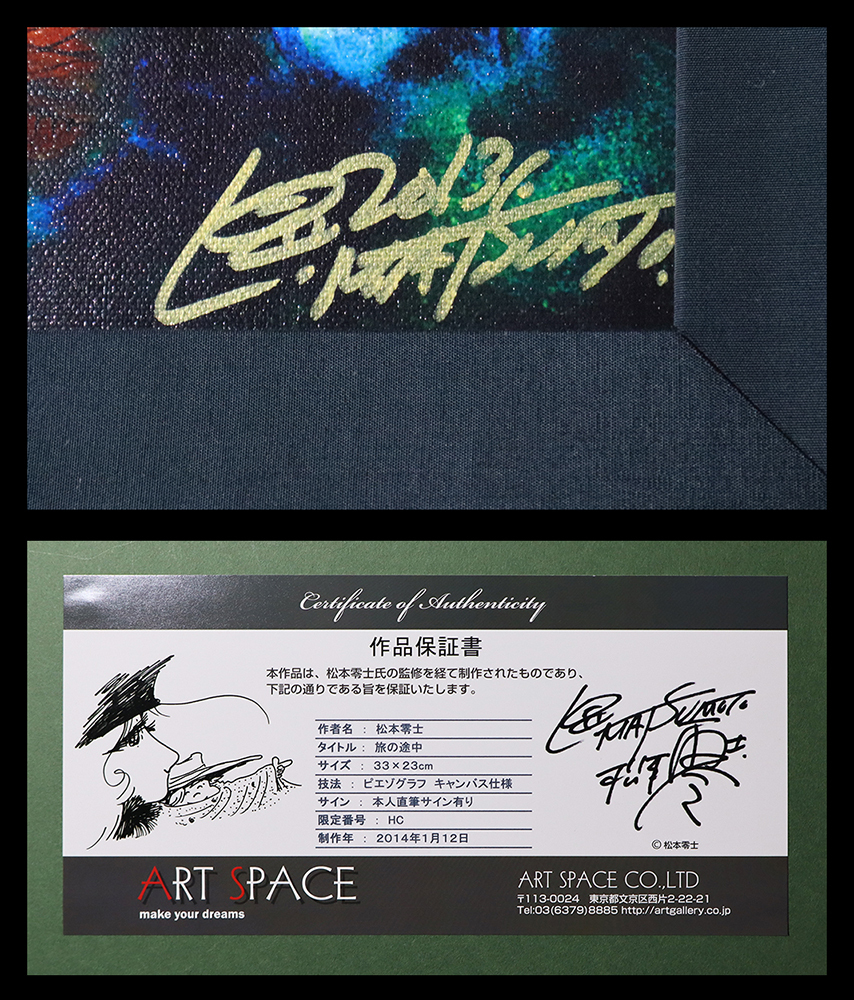 2013.
.MATSUMOTO.
Certificate of Authenticity
作品保証書
本作品は、松本零士氏の監修を経て制作されたものであり、
下記の通りである旨を保証いたします。
作者名 : 松本零士
タイトル : 旅の途中
サイズ : 33×23cm
技法 : ピエゾグラフ キャンバス仕様
サイン : 本人直筆サイン有り
限定番号 : HC
制作年 : 2014年1月12日
MATSUMOTO.
©松本零士
ART SPACE
make your dreams
ART SPACE CO.,LTD
〒113-0024 東京都文京区西片2-22-21
Tel:03(6379)8885 http://artgallery.co.jp